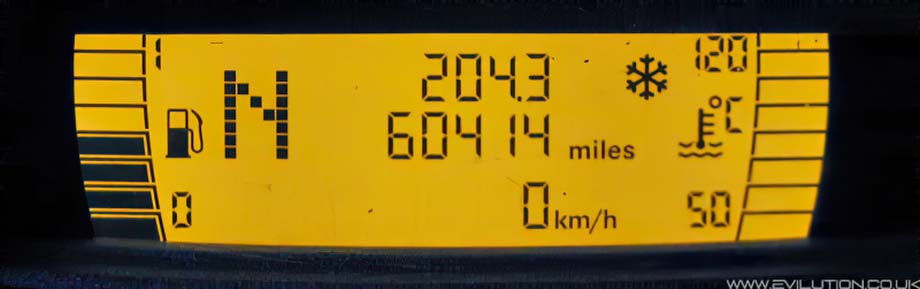 1
204.3
120
N
60414 miles
°C
0
0 km/h
50
WWW.EVILUTION.CO.UK